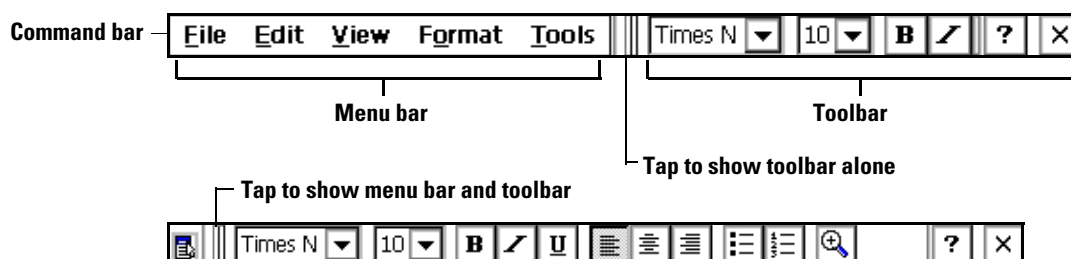 Command bar
File Edit View Format Tools Times N 10 B I ? ×
Menu bar Toolbar
Tap to show toolbar alone
Tap to show menu bar and toolbar
Times N 10 B I U ? ×